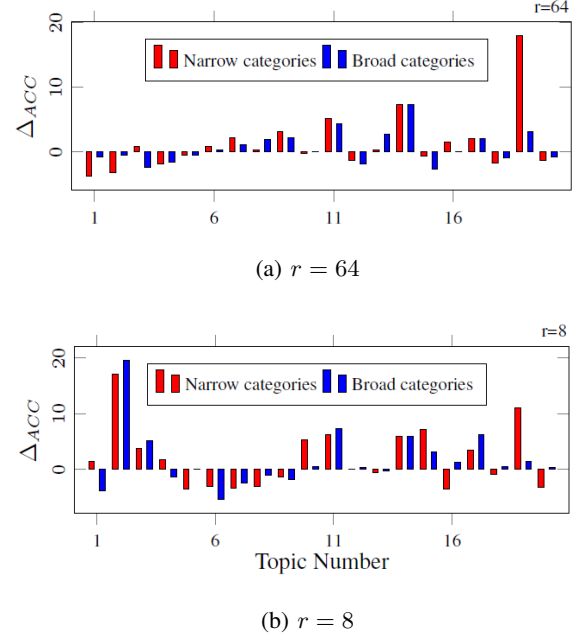 r=64
20
10
0
Δ_ACC
Narrow categories Broad categories
1 6 11 16
(a) r = 64
r=8
20
10
0
Δ_ACC
Narrow categories Broad categories
1 6 11 16
Topic Number
(b) r = 8